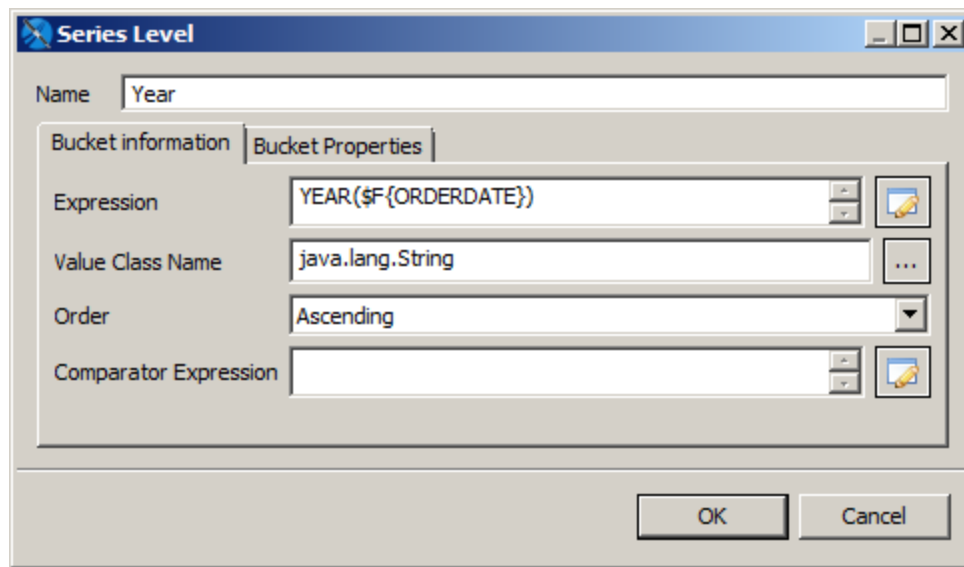 Series Level
Name Year
Bucket information Bucket Properties
Expression YEAR($F{ORDERDATE})
Value Class Name java.lang.String ...
Order Ascending
Comparator Expression
OK Cancel